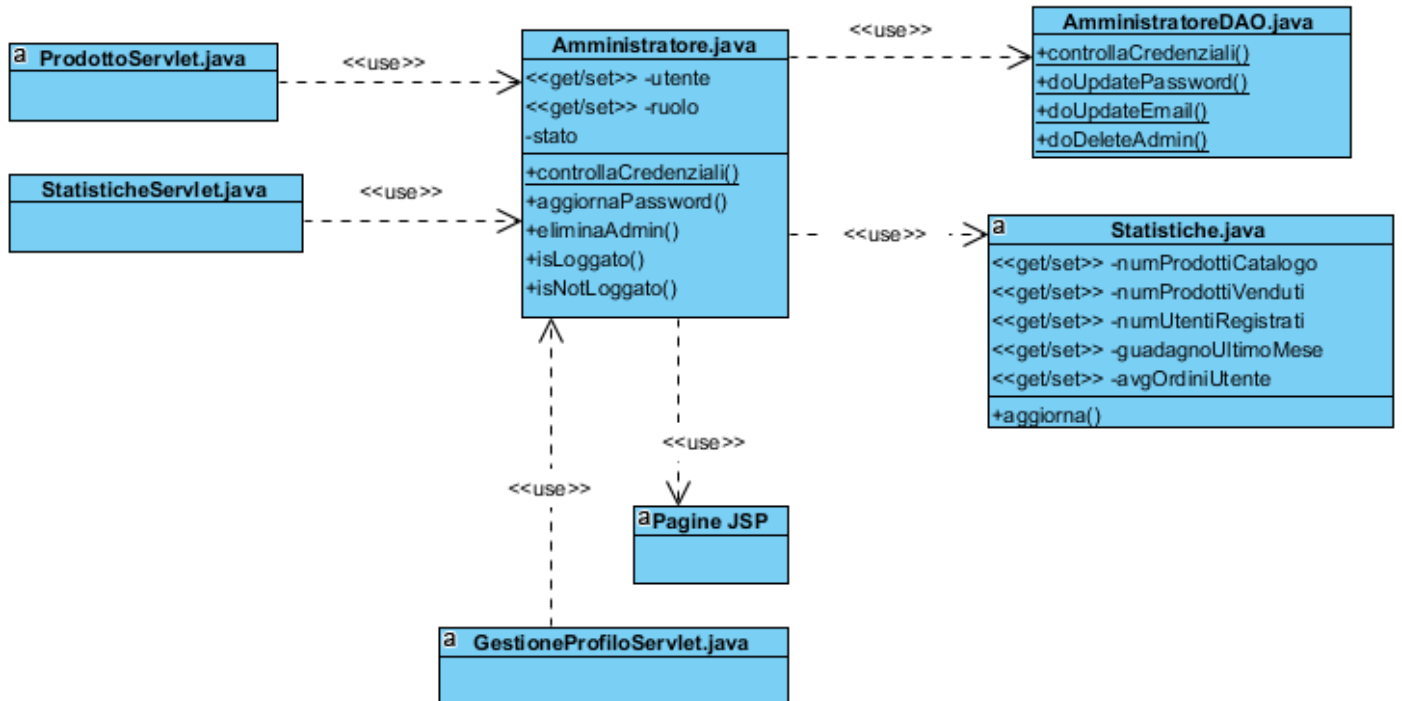 a ProdottoServlet.java
<<use>>
StatisticheServlet.java
<<use>>
Amministratore.java
<<get/set>> -utente
<<get/set>> -ruolo
-stato
+controllaCredenziali()
+aggiornaPassword()
+eliminaAdmin()
+isLoggato()
+isNotLoggato()
<<use>>
AmministratoreDAO.java
+controllaCredenziali()
+doUpdatePassword()
+doUpdateEmail()
+doDeleteAdmin()
<<use>>
a Statistiche.java
<<get/set>> -numProdottiCatalogo
<<get/set>> -numProdottiVenduti
<<get/set>> -numUtentiRegistrati
<<get/set>> -guadagnoUltimoMese
<<get/set>> -avgOrdiniUtente
+aggiorna()
<<use>>
<<use>>
a Pagine JSP
a GestioneProfiloServlet.java